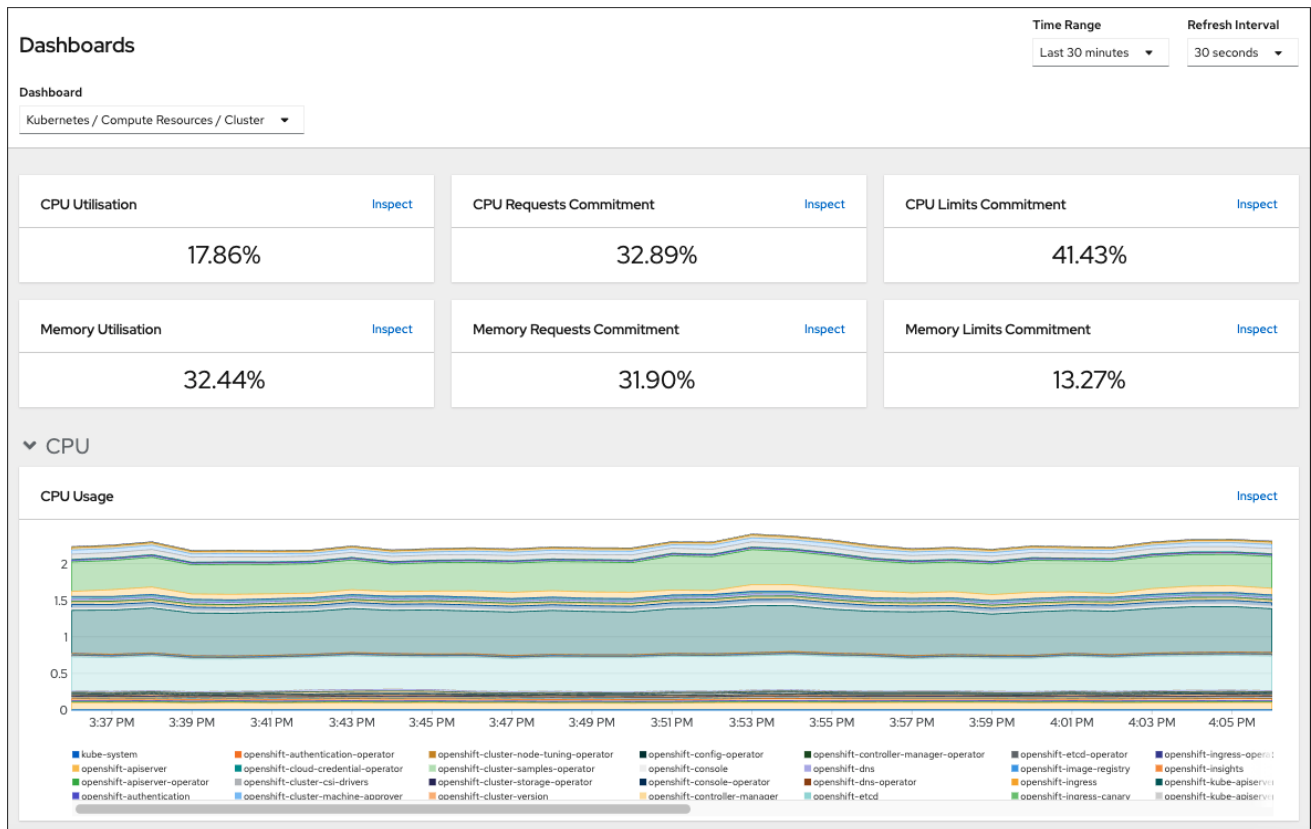 Dashboards
Time Range
Refresh Interval
Last 30 minutes
30 seconds
Dashboard
Kubernetes / Compute Resources / Cluster
CPU Utilisation Inspect
CPU Requests Commitment Inspect
CPU Limits Commitment Inspect
17.86%
32.89%
41.43%
Memory Utilisation Inspect
Memory Requests Commitment Inspect
Memory Limits Commitment Inspect
32.44%
31.90%
13.27%
CPU
CPU Usage Inspect
2
1.5
1
0.5
0
3:37 PM 3:39 PM 3:41 PM 3:43 PM 3:45 PM 3:47 PM 3:49 PM 3:51 PM 3:53 PM 3:55 PM 3:57 PM 3:59 PM 4:01 PM 4:03 PM 4:05 PM
kube-system openshift-authentication-operator openshift-cluster-node-tuning-operator openshift-config-operator openshift-controller-manager-operator openshift-etcd-operator
openshift-apiserver openshift-cloud-credential-operator openshift-cluster-samples-operator openshift-console openshift-dns openshift-image-registry openshift-insights
openshift-apiserver-operator openshift-cluster-csi-drivers openshift-cluster-storage-operator openshift-console-operator openshift-dns-operator openshift-ingress
openshift-authentication openshift-cluster-machine-approver openshift-cluster-version openshift-controller-manager openshift-etcd openshift-ingress-canary